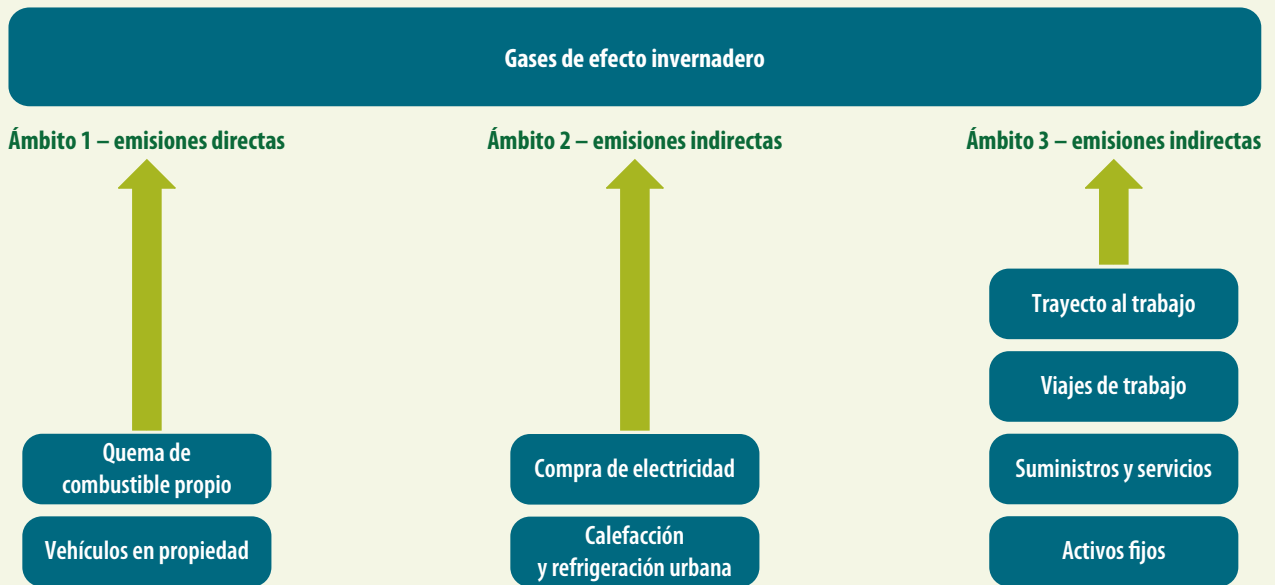 Gases de efecto invernadero
Ámbito 1 – emisiones directas
Quema de
combustible propio
Vehículos en propiedad
Ámbito 2 – emisiones indirectas
Compra de electricidad
Calefacción
y refrigeración urbana
Ámbito 3 – emisiones indirectas
Trayecto al trabajo
Viajes de trabajo
Suministros y servicios
Activos fijos